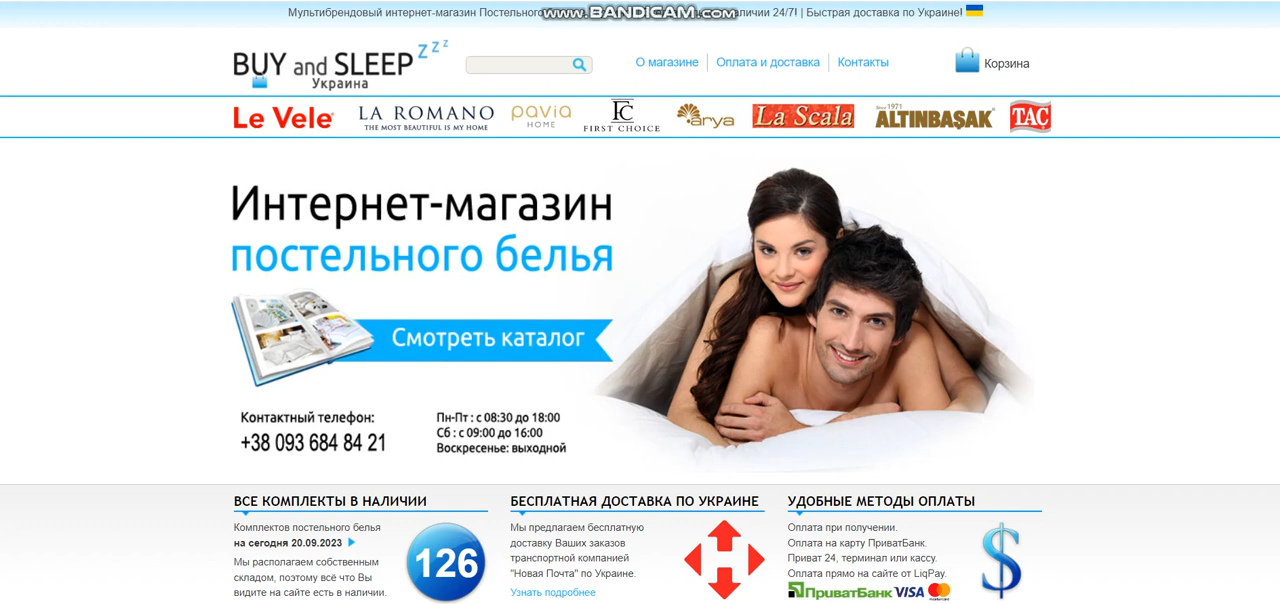 Мультибрендовый интернет-магазин Постельного наличии 24/7! | Быстрая доставка по Украине!
www.BANDICAM.com
BUY and SLEEP z z z
Украина
О магазине | Оплата и доставка | Контакты
Корзина
Le Vele®
LA ROMANO
THE MOST BEAUTIFUL IS MY HOME
pavia
HOME
FC
FIRST CHOICE
arya
La Scala
Since 1971
ALTINBAŞAK®
TAC
Интернет-магазин
постельного белья
Смотреть каталог
Контактный телефон:
+38 093 684 84 21
Пн-Пт : с 08:30 до 18:00
Сб : с 09:00 до 16:00
Воскресенье: выходной
ВСЕ КОМПЛЕКТЫ В НАЛИЧИИ
Комплектов постельного белья
на сегодня 20.09.2023
Мы располагаем собственным
складом, поэтому всё что Вы
видите на сайте есть в наличии.
126
БЕСПЛАТНАЯ ДОСТАВКА ПО УКРАИНЕ
Мы предлагаем бесплатную
доставку Ваших заказов
транспортной компанией
"Новая Почта" по Украине.
Узнать подробнее
УДОБНЫЕ МЕТОДЫ ОПЛАТЫ
Оплата при получении.
Оплата на карту ПриватБанк.
Приват 24, терминал или кассу.
Оплата прямо на сайте от LiqPay.
ПриватБанк VISA mastercard
$